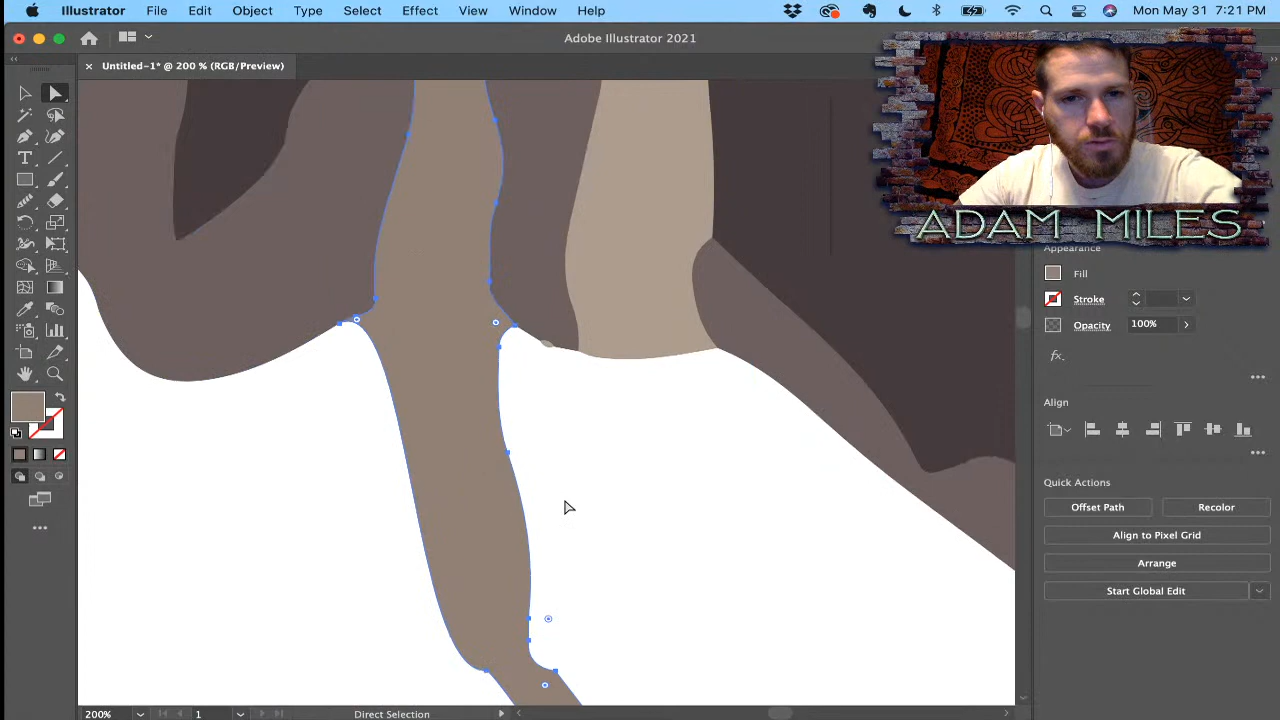 Illustrator File Edit Object Type Select Effect View Window Help Mon May 31 7:21 PM
Adobe Illustrator 2021
Untitled-1* @ 200 % (RGB/Preview)
ADAM MILES
Appearance
Fill
Stroke
Opacity 100%
fx.
Align
Quick Actions
Offset Path Recolor
Align to Pixel Grid
Arrange
Start Global Edit
200% 1 Direct Selection